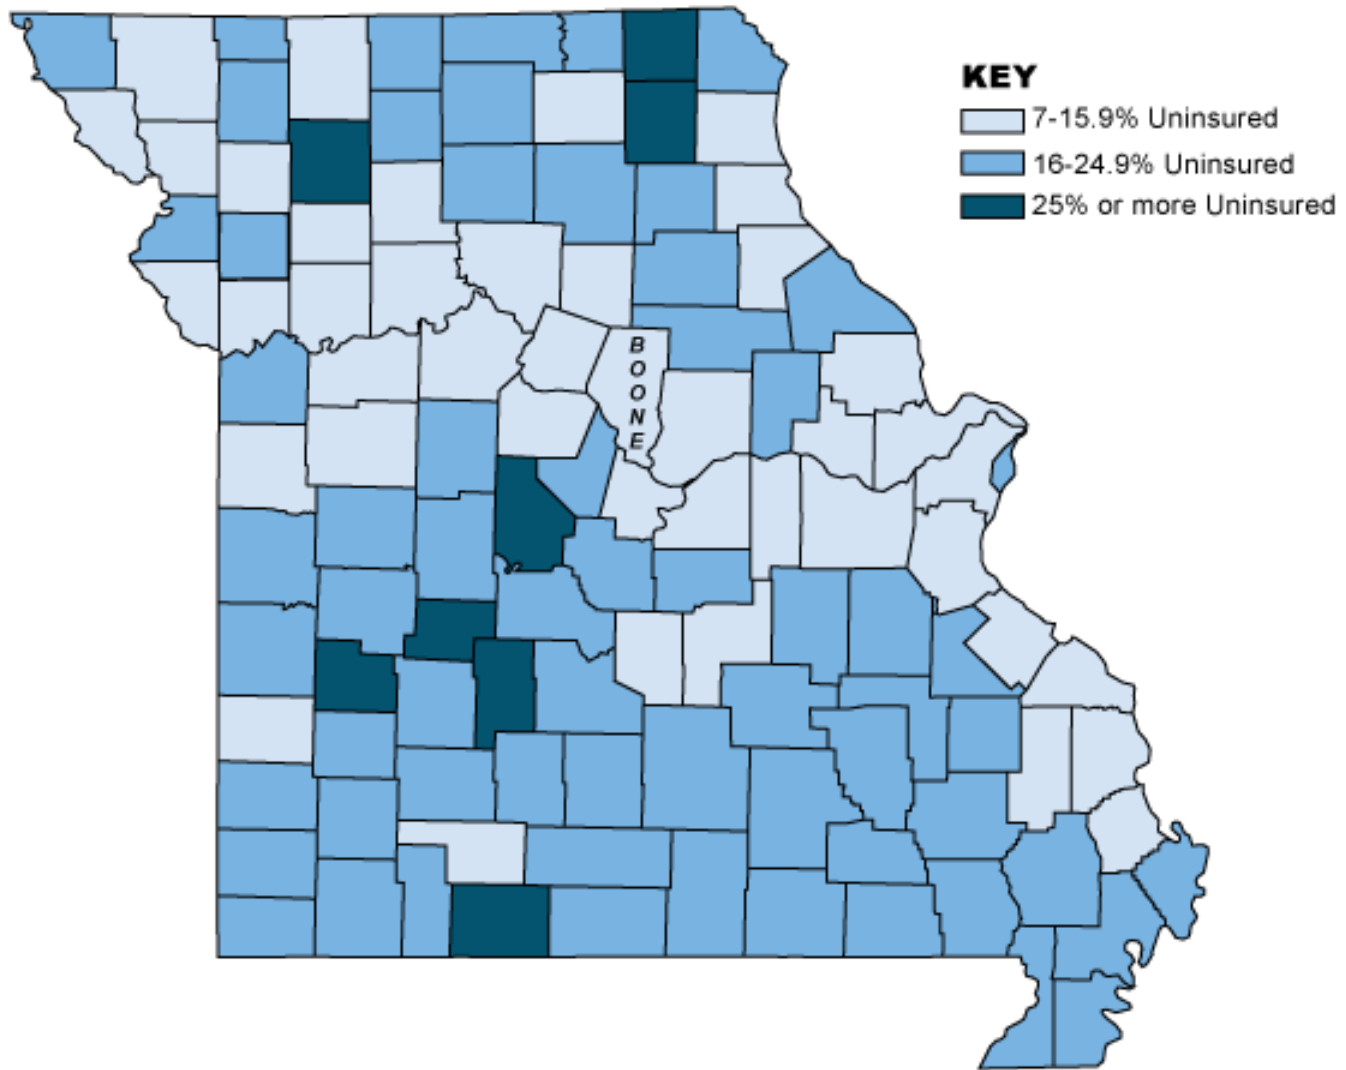 KEY
7-15.9% Uninsured
16-24.9% Uninsured
25% or more Uninsured
BOONE